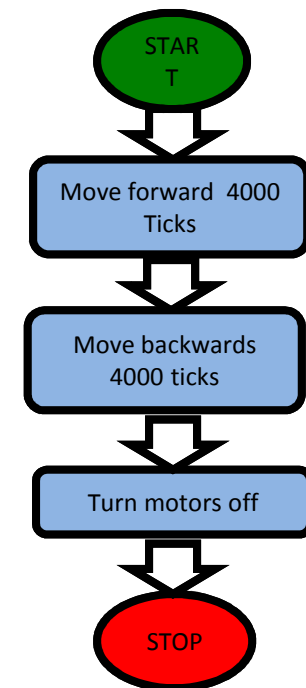 STAR
T
Move forward  4000
Ticks
Move backwards
4000 ticks
Turn motors off
STOP